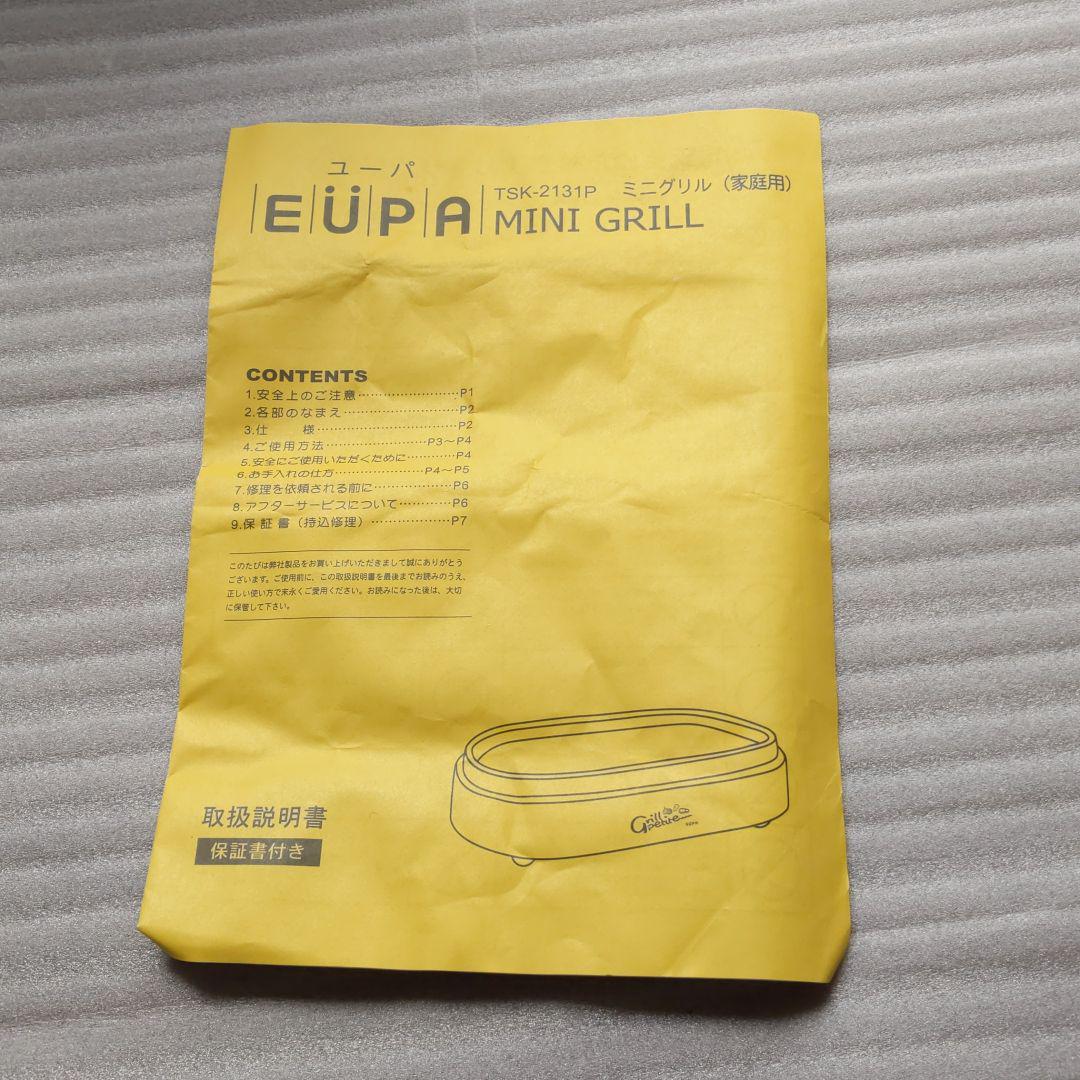 ユーパ
EÜPA
TSK-2131P ミニグリル（家庭用）
MINI GRILL
CONTENTS
1.安全上のご注意························P1
2.各部のなまえ··························P2
3.仕　　様································P2
4.ご使用方法·······················P3～P4
5.安全にご使用いただくために···········P4
6.お手入れの仕方····················P4～P5
7.修理を依頼される前に··················P6
8.アフターサービスについて············P6
9.保証書（持込修理）··················P7
このたびは弊社製品をお買い上げいただきまして誠にありがとう
ございます。ご使用前に、この取扱説明書を最後までお読みのうえ、
正しい使い方で末永くご愛用ください。お読みになった後は、大切
に保管して下さい。
Grill petite
EUPA
取扱説明書
保証書付き